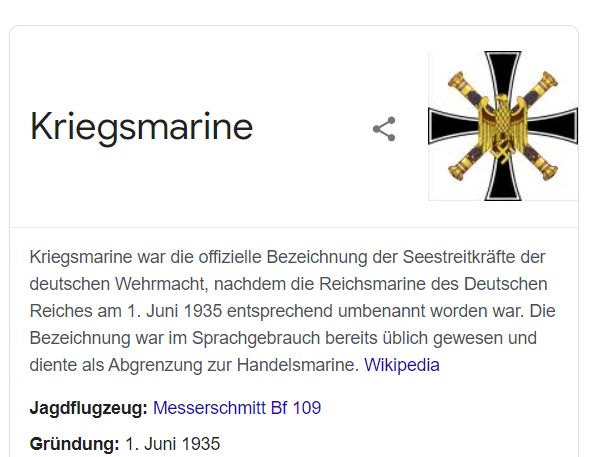 Kriegsmarine
Kriegsmarine war die offizielle Bezeichnung der Seestreitkräfte der
deutschen Wehrmacht, nachdem die Reichsmarine des Deutschen
Reiches am 1. Juni 1935 entsprechend umbenannt worden war. Die
Bezeichnung war im Sprachgebrauch bereits üblich gewesen und
diente als Abgrenzung zur Handelsmarine. Wikipedia
Jagdflugzeug: Messerschmitt Bf 109
Gründung: 1. Juni 1935